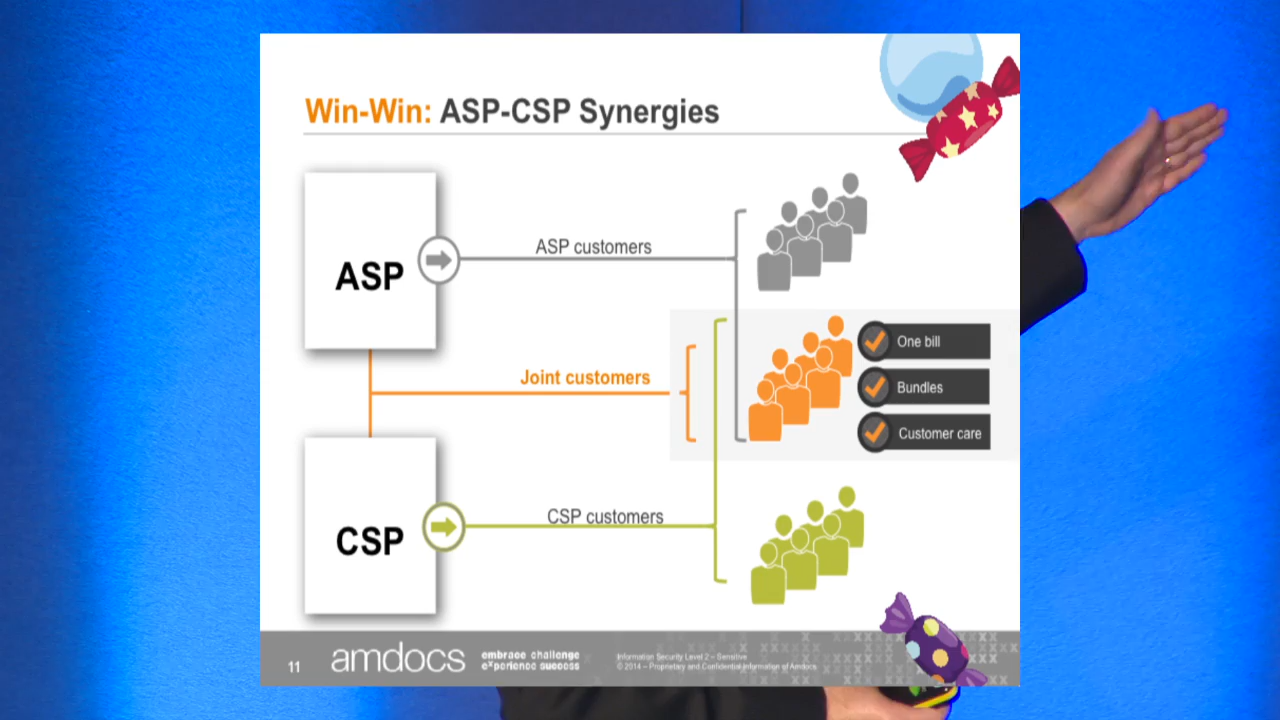 Win-Win: ASP-CSP Synergies
ASP
ASP customers
Joint customers
One bill
Bundles
Customer care
CSP
CSP customers
11
amdocs
embrace challenge
experience success
Information Security Level 2 – Sensitive
© 2014 – Proprietary and Confidential Information of Amdocs